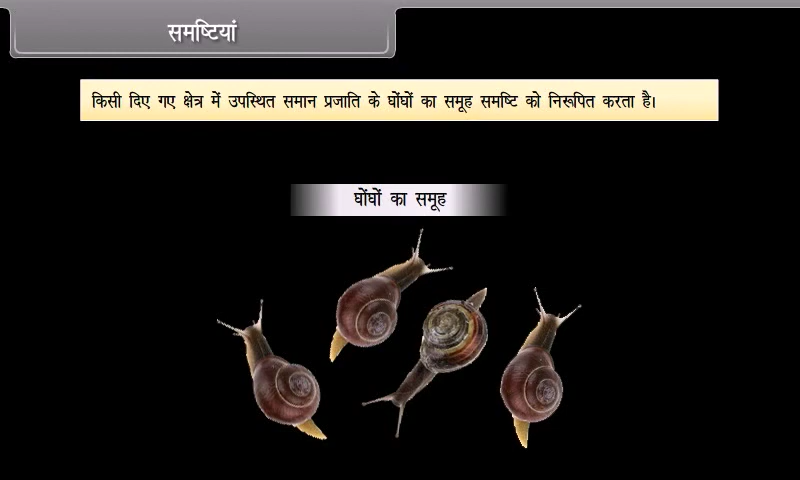 समष्टियां
किसी दिए गए क्षेत्र में उपस्थित समान प्रजाति के घोंघों का समूह समष्टि को निरूपित करता है।
घोंघों का समूह